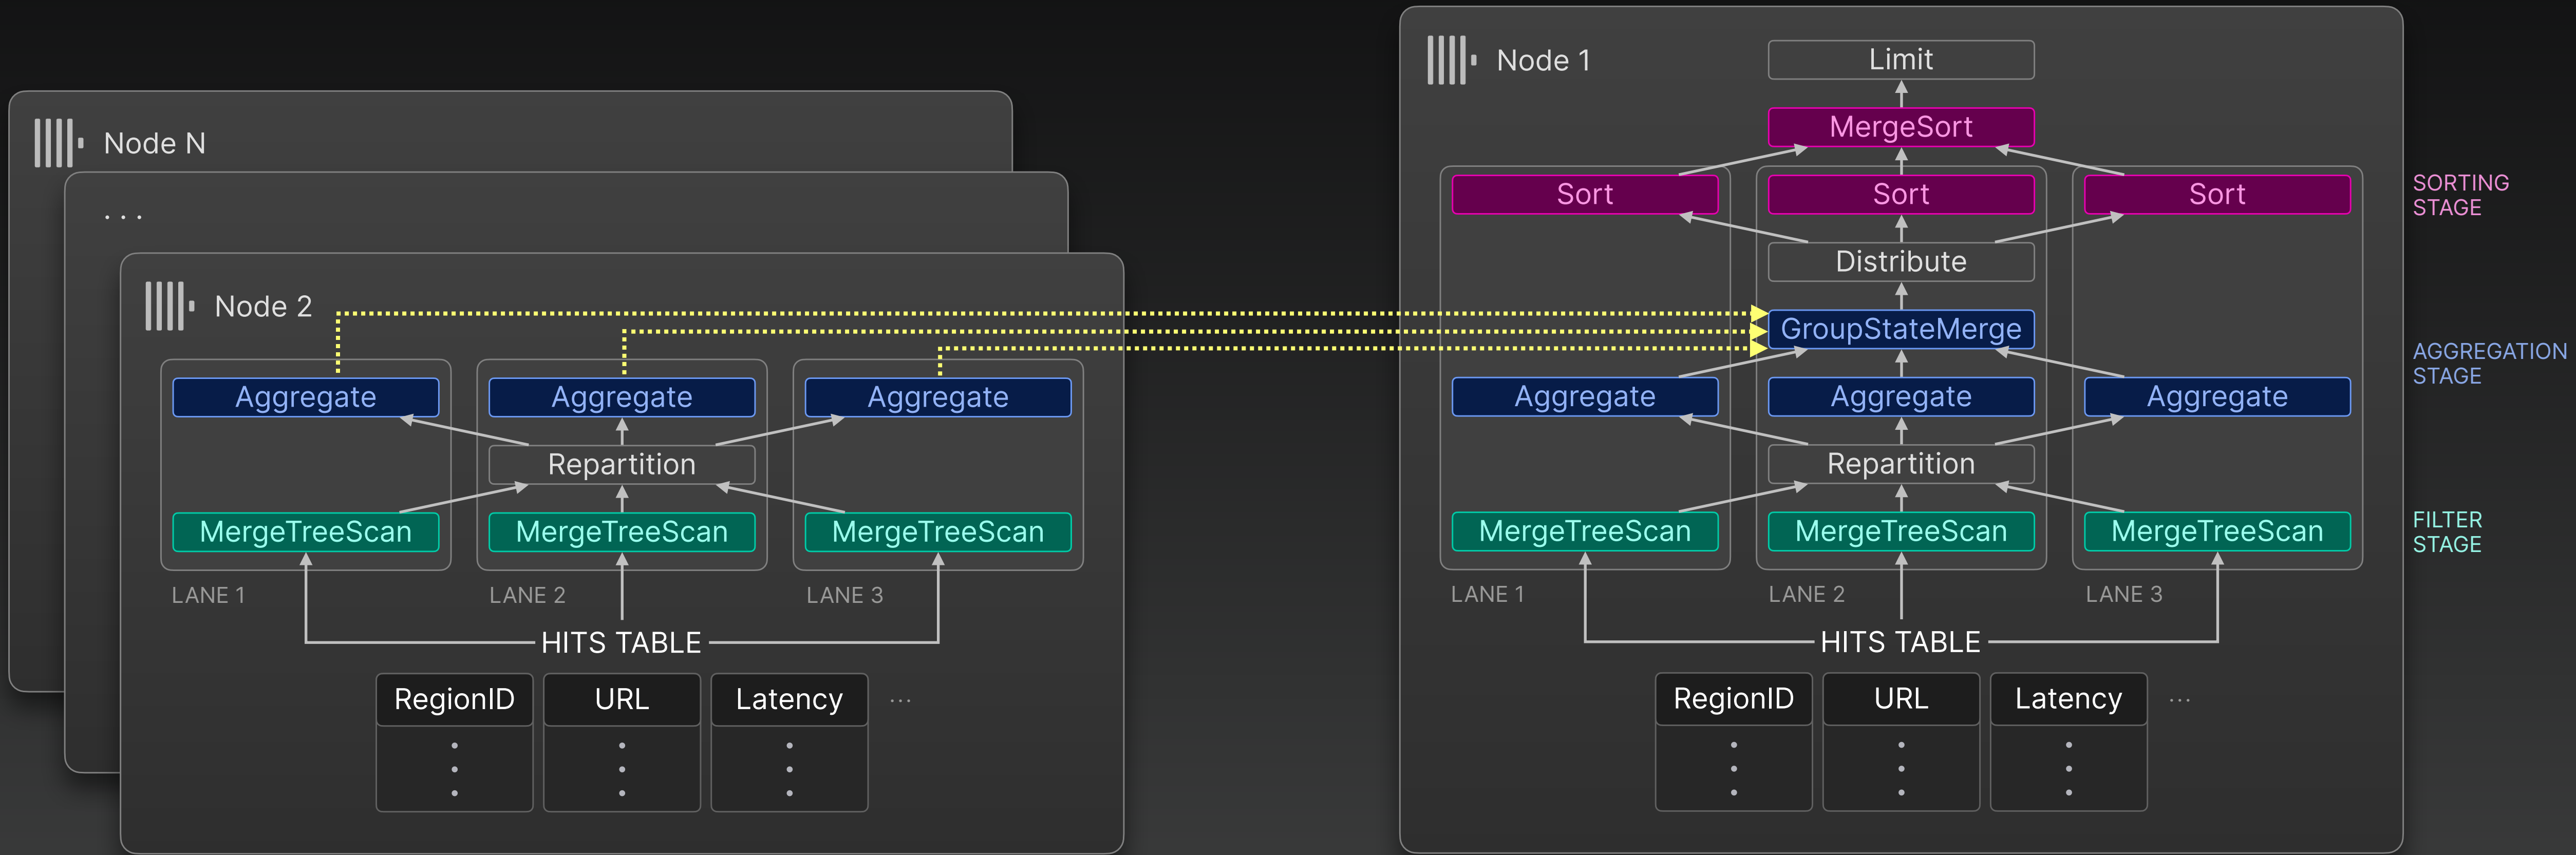 Node N
. . .
Node 2
Aggregate
Aggregate
Aggregate
Repartition
MergeTreeScan
MergeTreeScan
MergeTreeScan
LANE 1
LANE 2
LANE 3
HITS TABLE
RegionID
URL
Latency
...
Node 1
Limit
MergeSort
Sort
Sort
Sort
Distribute
GroupStateMerge
Aggregate
Aggregate
Aggregate
Repartition
MergeTreeScan
MergeTreeScan
MergeTreeScan
LANE 1
LANE 2
LANE 3
HITS TABLE
RegionID
URL
Latency
...
SORTING
STAGE
AGGREGATION
STAGE
FILTER
STAGE